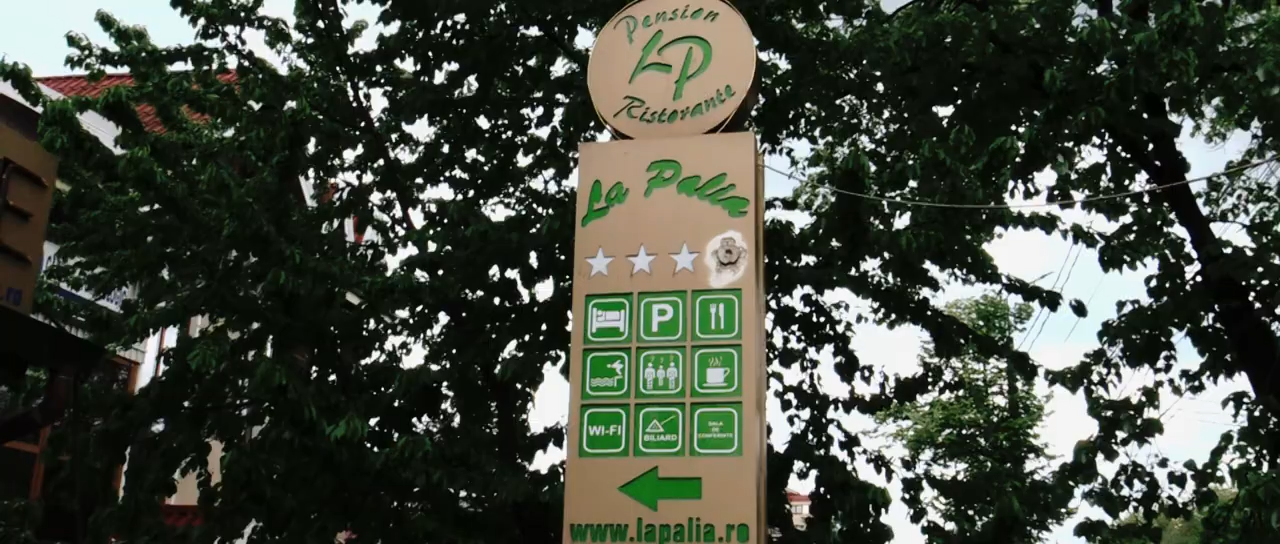 Pension
LP
Ristorante
La Palia
P
WI-FI
BILIARD
SALA
DE
CONFERINTE
www.lapalia.ro